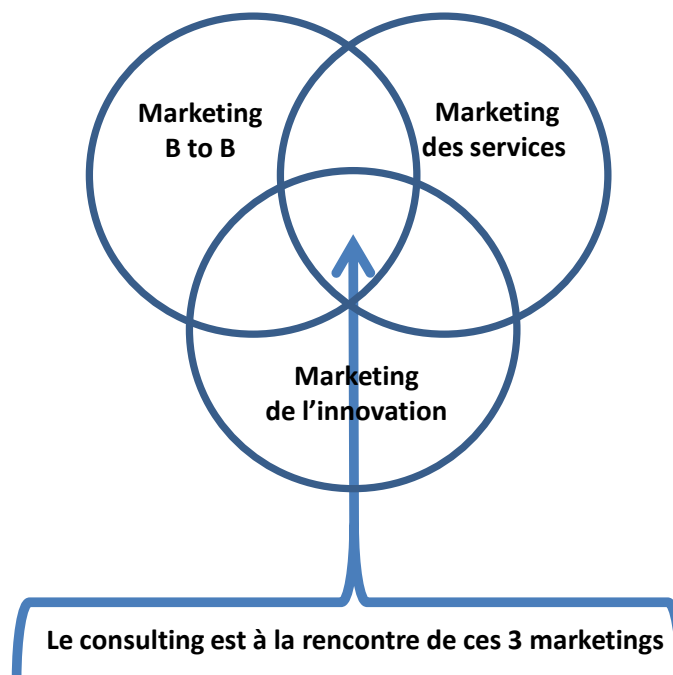 Marketing
B to B
Marketing
des services
Marketing
de l’innovation
Le consulting est à la rencontre de ces 3 marketings